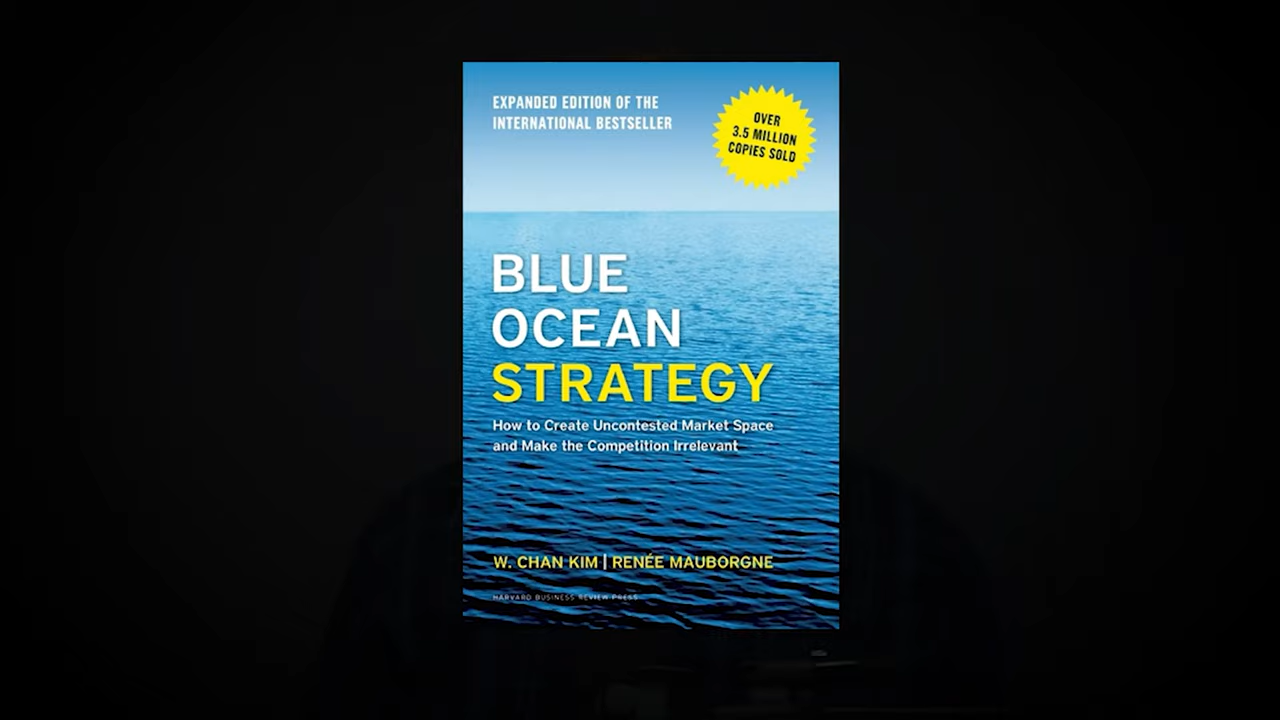 EXPANDED EDITION OF THE
INTERNATIONAL BESTSELLER
OVER
3.5 MILLION
COPIES SOLD
BLUE
OCEAN
STRATEGY
How to Create Uncontested Market Space
and Make the Competition Irrelevant
W. CHAN KIM | RENÉE MAUBORGNE
HARVARD BUSINESS REVIEW PRESS